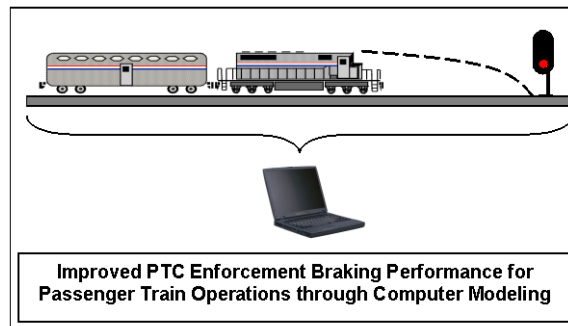 Improved PTC Enforcement Braking Performance for
Passenger Train Operations through Computer Modeling